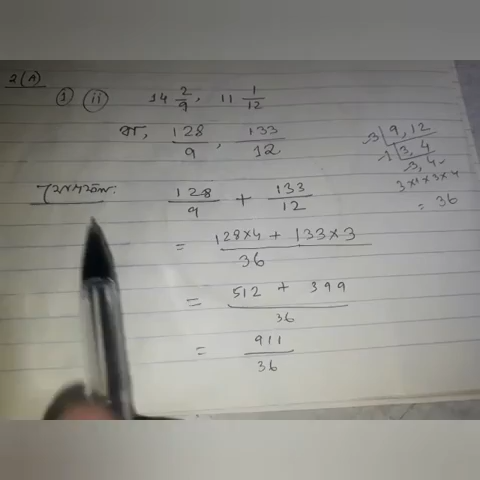 2(A)
① ⓘⓘ 14 2/9, 11 1/12
বা, 128/9, 133/12
3 | 9, 12
1 | 3, 4
3, 4
3×1×3×4
= 36
যোগফল: 128/9 + 133/12
= 128×4 + 133×3 / 36
= 512 + 399 / 36
= 911/36